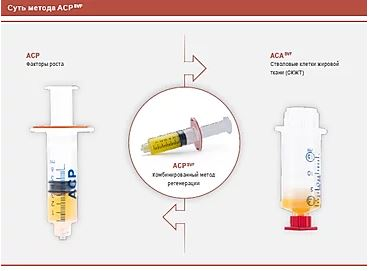 Суть метода ACP SVF
ACP
Факторы роста
ACA SVF
Стволовые клетки жировой
ткани (СКЖТ)
ACP SVF
Комбинированный метод
регенерации
ACP